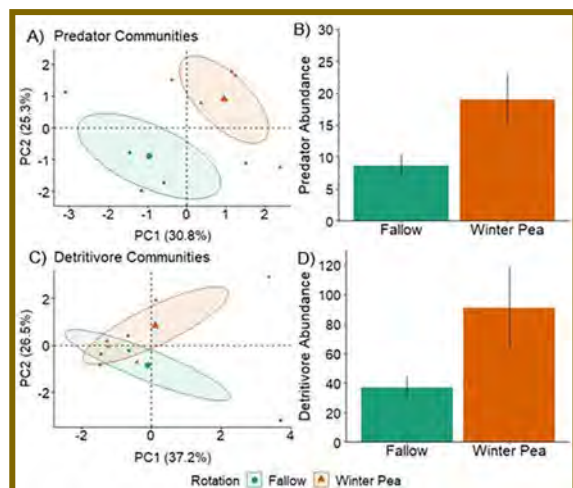 A) Predator Communities
PC2 (25.3%)
2
1
0
-1
-2
-3 -2 -1 0 1 2
PC1 (30.8%)
B)
Predator Abundance
30
25
20
15
10
5
0
Fallow Winter Pea
C) Detritivore Communities
PC2 (26.5%)
2
0
-2
-2 0 2 4
PC1 (37.2%)
D)
Detritivore Abundance
120
100
80
60
40
20
0
Fallow Winter Pea
Rotation Fallow Winter Pea